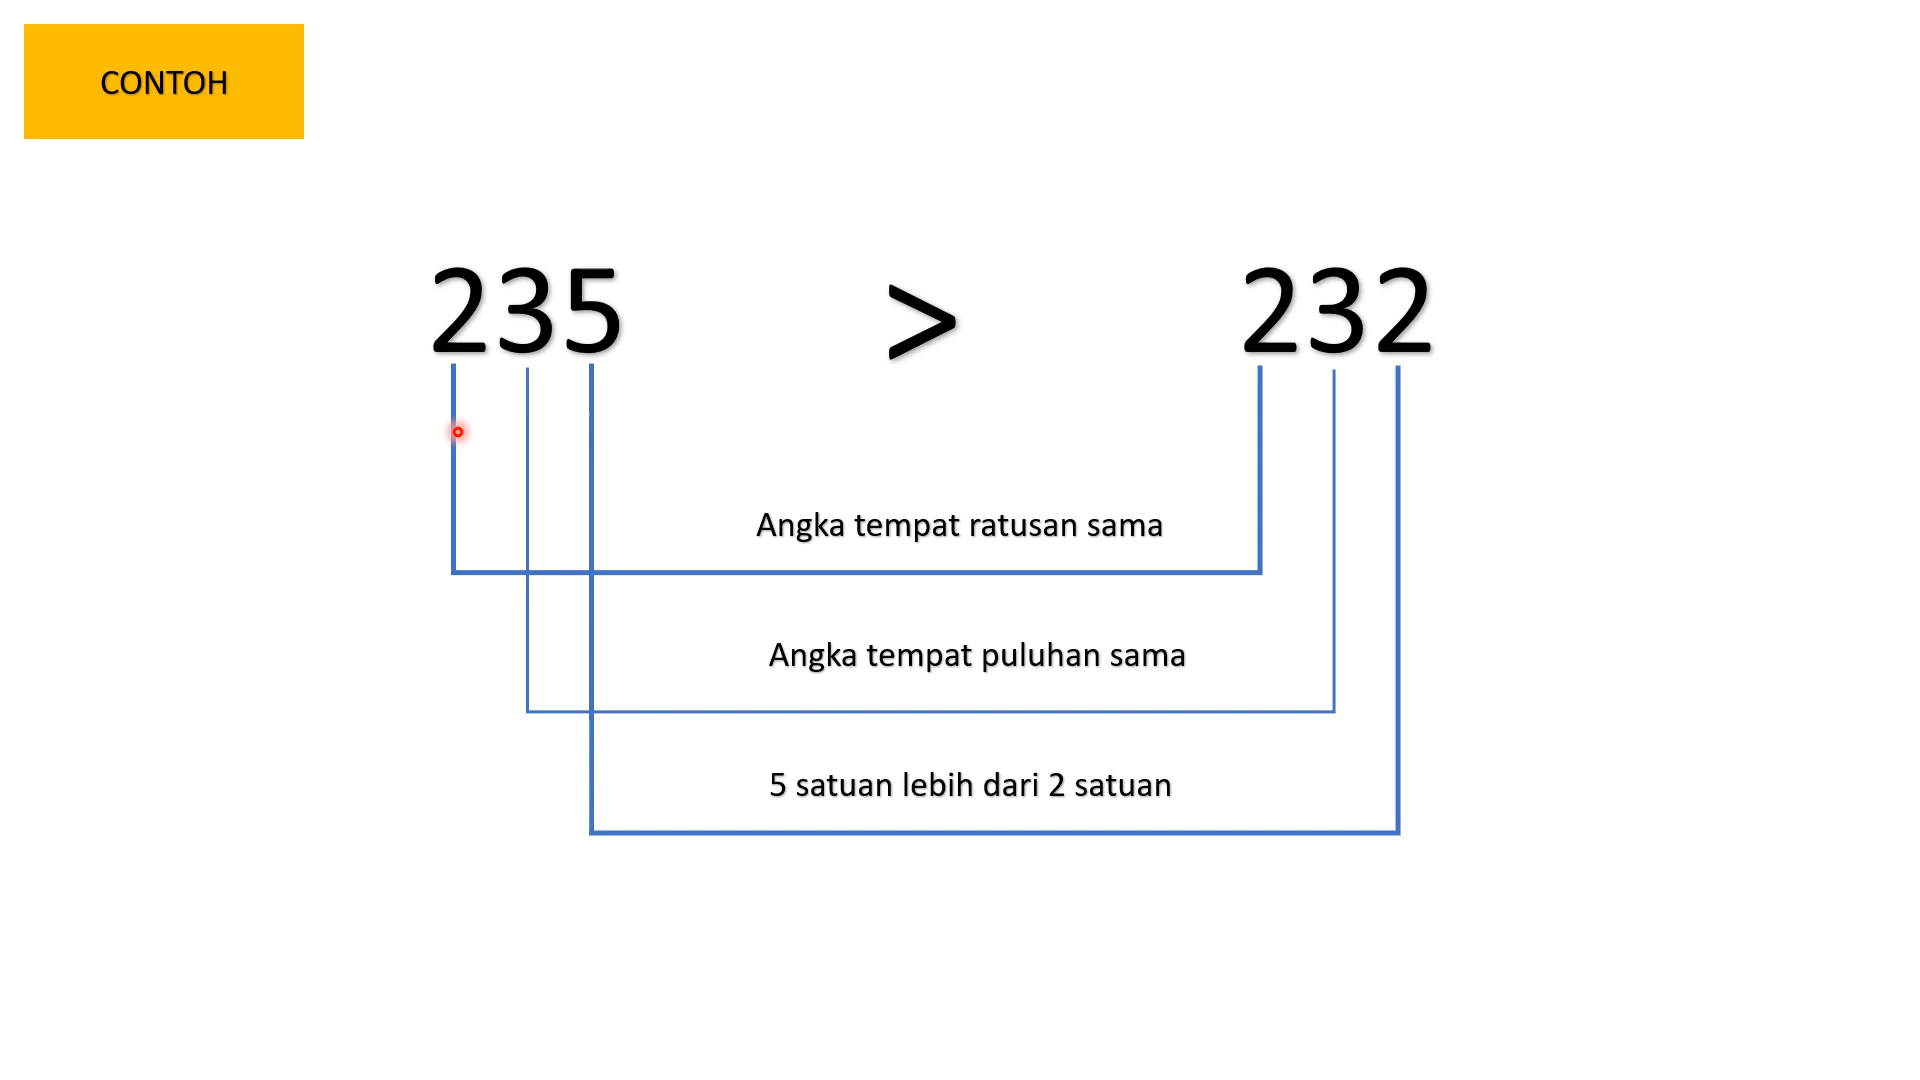 CONTOH
235 > 232
Angka tempat ratusan sama
Angka tempat puluhan sama
5 satuan lebih dari 2 satuan